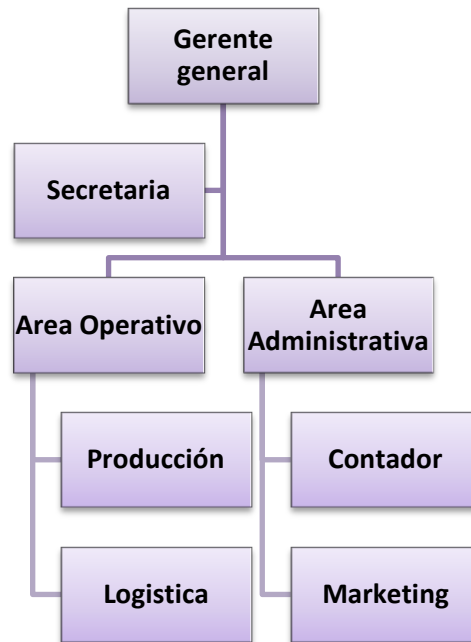 Gerente
general
Secretaria
Area Operativo
Area
Administrativa
Producción
Contador
Logistica
Marketing